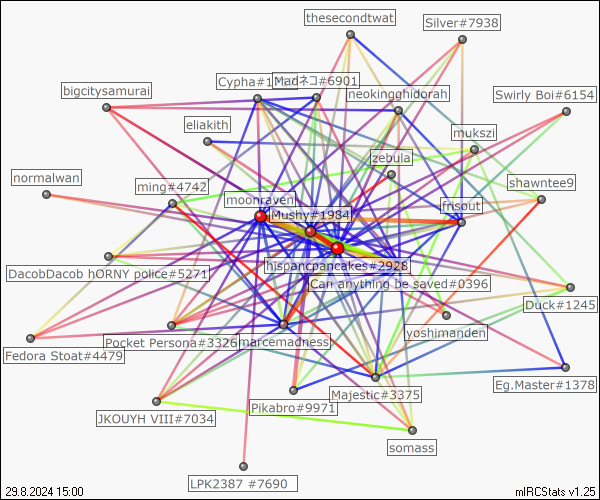 thesecondtwat
Silver#7938
Cypha#1
Madネコ#6901
bigcitysamurai
neokingghidorah
Swirly Boi#6154
eliakith
mukszi
zebula
normalwan
ming#4742
shawntee9
moonraven
frisout
Mushy#1984
hispancpancakes#2928
DacobDacob hORNY police#5271
Can anything be saved#0396
Duck#1245
yoshimanden
Pocket Persona#3326
marcemadness
Fedora Stoat#4479
Eg.Master#1378
Majestic#3375
Pikabro#9971
JKOUYH VIII#7034
somass
LPK2387 #7690
29.8.2024 15:00
mIRCStats v1.25